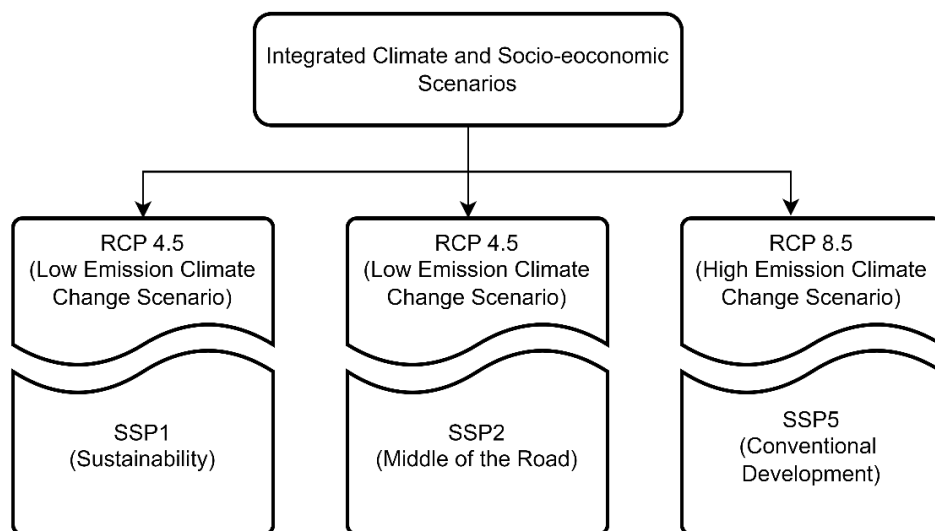 Integrated Climate and Socio-eoconomic
Scenarios
RCP 4.5
(Low Emission Climate
Change Scenario)
RCP 4.5
(Low Emission Climate
Change Scenario)
RCP 8.5
(High Emission Climate
Change Scenario)
SSP1
(Sustainability)
SSP2
(Middle of the Road)
SSP5
(Conventional
Development)